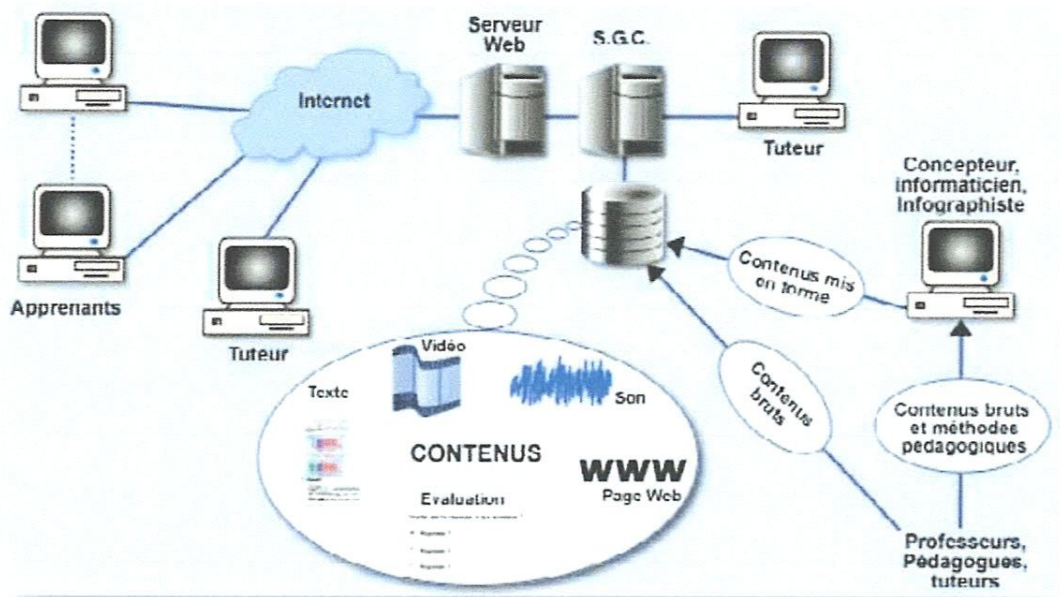 Serveur
Web
S.G.C.
Internet
Tuteur
Concepteur,
informaticien,
Infographiste
Apprenants
Tuteur
Contenus mis
en forme
Contenus
bruts
Contenus bruts
et méthodes
pédagogiques
Vidéo
Texte
Son
CONTENUS
www
Page Web
Evaluation
Professeurs,
Pédagogues,
tuteurs